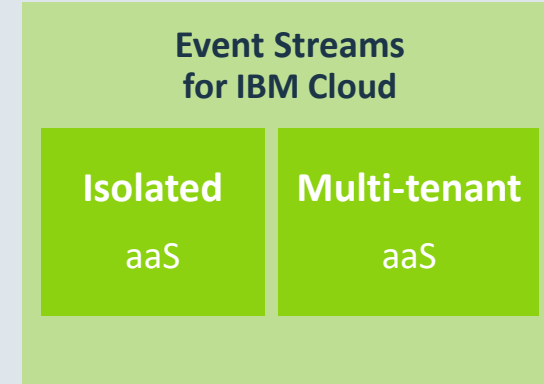 Event Streams
for IBM Cloud
Isolated
aaS
Multi-tenant
aaS